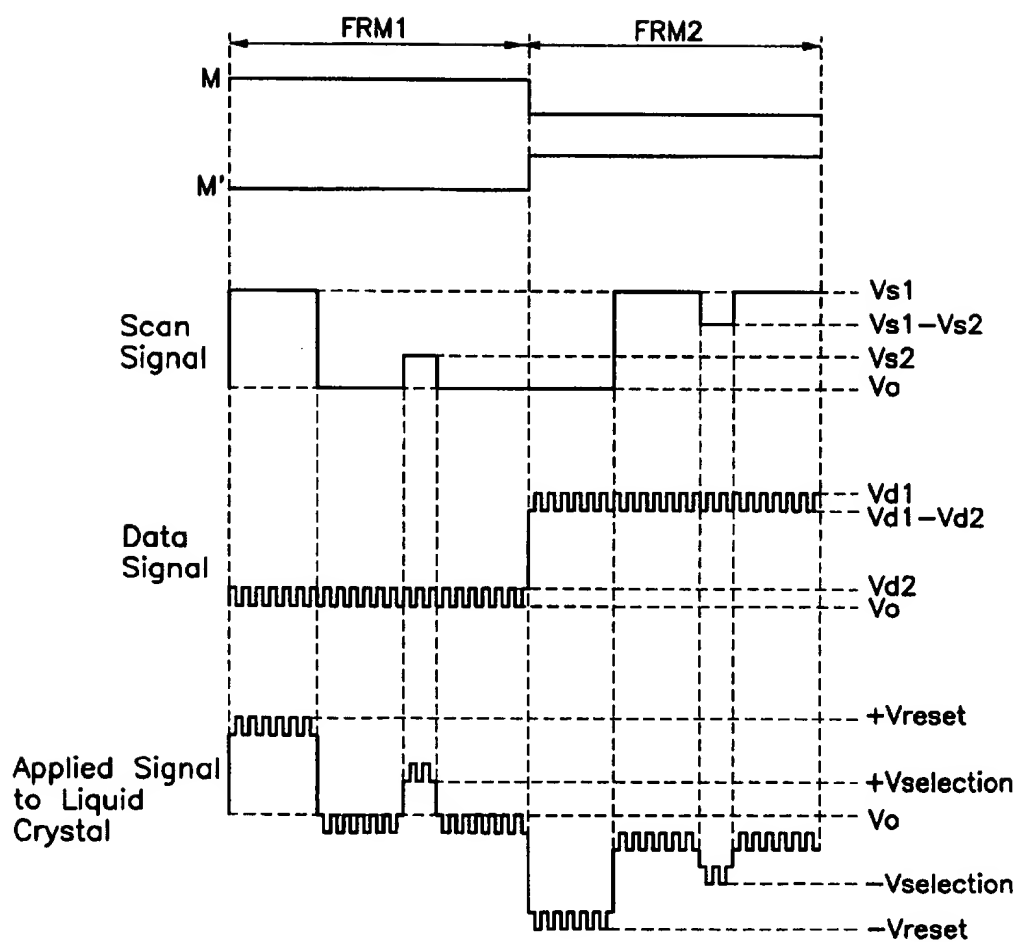 FRM1 FRM2
M
M'
Scan
Signal
Vs1
Vs1-Vs2
Vs2
Vo
Data
Signal
Vd1
Vd1-Vd2
Vd2
Vo
Applied Signal
to Liquid
Crystal
+Vreset
+Vselection
Vo
-Vselection
-Vreset